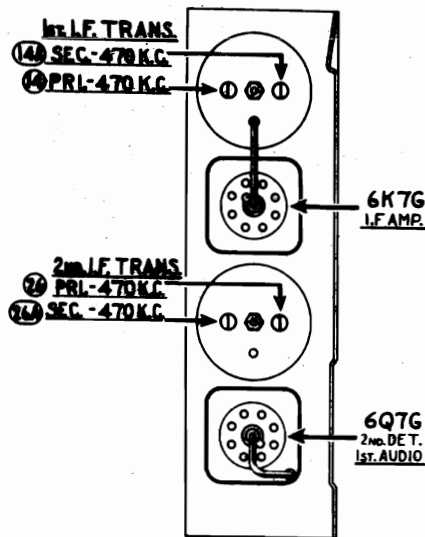 1st. I.F. TRANS.
14A SEC.-470 K.C.
14 PRI.-470 K.C.
6K7G
I.F. AMP.
2ND. I.F. TRANS.
26 PRI.-470 K.C.
26A SEC.-470 K.C.
6Q7G
2ND. DET.
1st. AUDIO